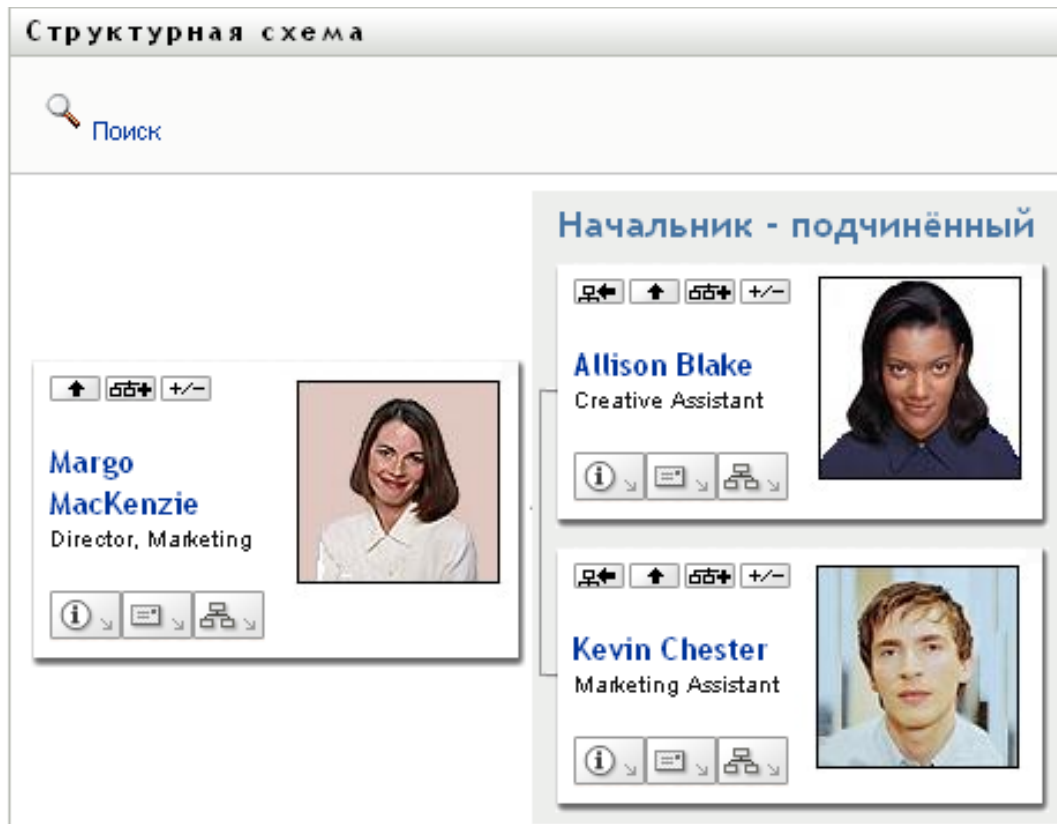 Структурная схема
Поиск
Начальник - подчинённый
Margo
MacKenzie
Director, Marketing
+/−
Allison Blake
Creative Assistant
+/−
Kevin Chester
Marketing Assistant
+/−